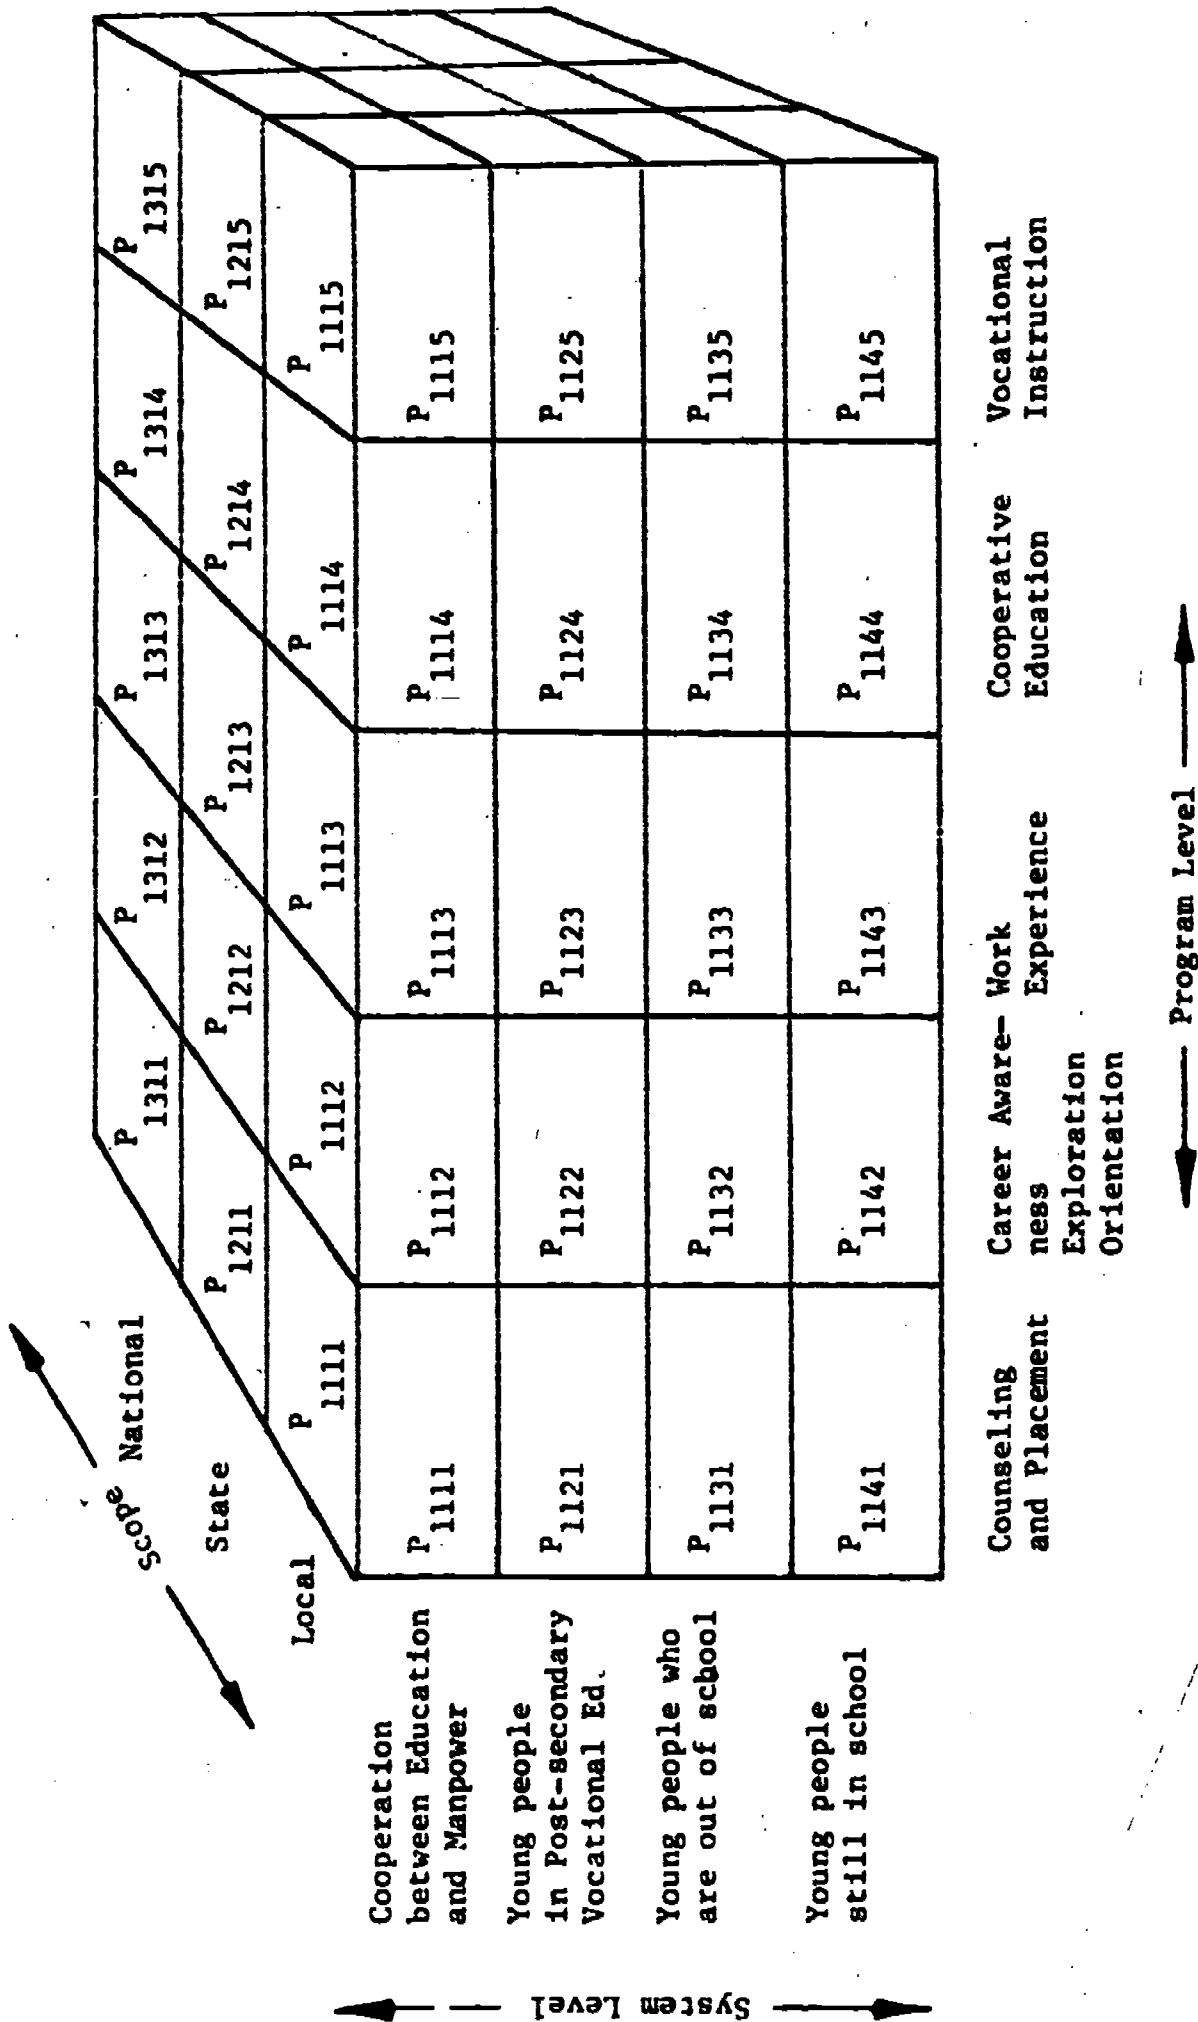 Scope
National
State
Local
P 1311
P 1312
P 1313
P 1314
P 1315
P 1211
P 1212
P 1213
P 1214
P 1215
P 1111
P 1112
P 1113
P 1114
P 1115
System Level
Cooperation
between Education
and Manpower
P 1111
P 1112
P 1113
P 1114
P 1115
Young people
in Post-secondary
Vocational Ed.
P 1121
P 1122
P 1123
P 1124
P 1125
Young people who
are out of school
P 1131
P 1132
P 1133
P 1134
P 1135
Young people
still in school
P 1141
P 1142
P 1143
P 1144
P 1145
Counseling
and Placement
Career Aware-
ness
Exploration
Orientation
Work
Experience
Cooperative
Education
Vocational
Instruction
Program Level